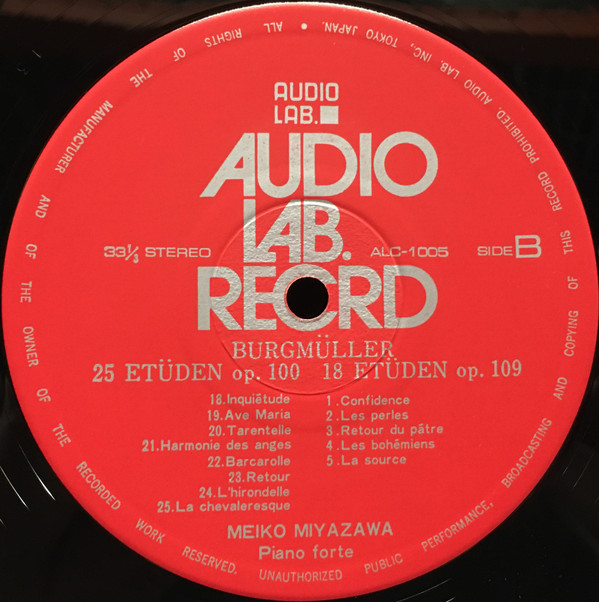 AUDIO
LAB.
AUDIO
LAB.
RECORD
33⅓ STEREO
ALC-1005
SIDE B
BURGMÜLLER
25 ETÜDEN op. 100 18 ETÜDEN op. 109
18.Inquiétude
19.Ave Maria
20.Tarentelle
21.Harmonie des anges
22.Barcarolle
23.Retour
24.L'hirondelle
25.La chevaleresque
1.Confidence
2.Les perles
3.Retour du pâtre
4.Les bohémiens
5.La source
MEIKO MIYAZAWA
Piano forte
• ALL RIGHTS OF THE MANUFACTURER AND OF THE OWNER OF THE RECORDED WORK RESERVED. UNAUTHORIZED PUBLIC PERFORMANCE, BROADCASTING AND COPYING OF THIS RECORD PROHIBITED. AUDIO LAB. INC., TOKYO JAPAN.